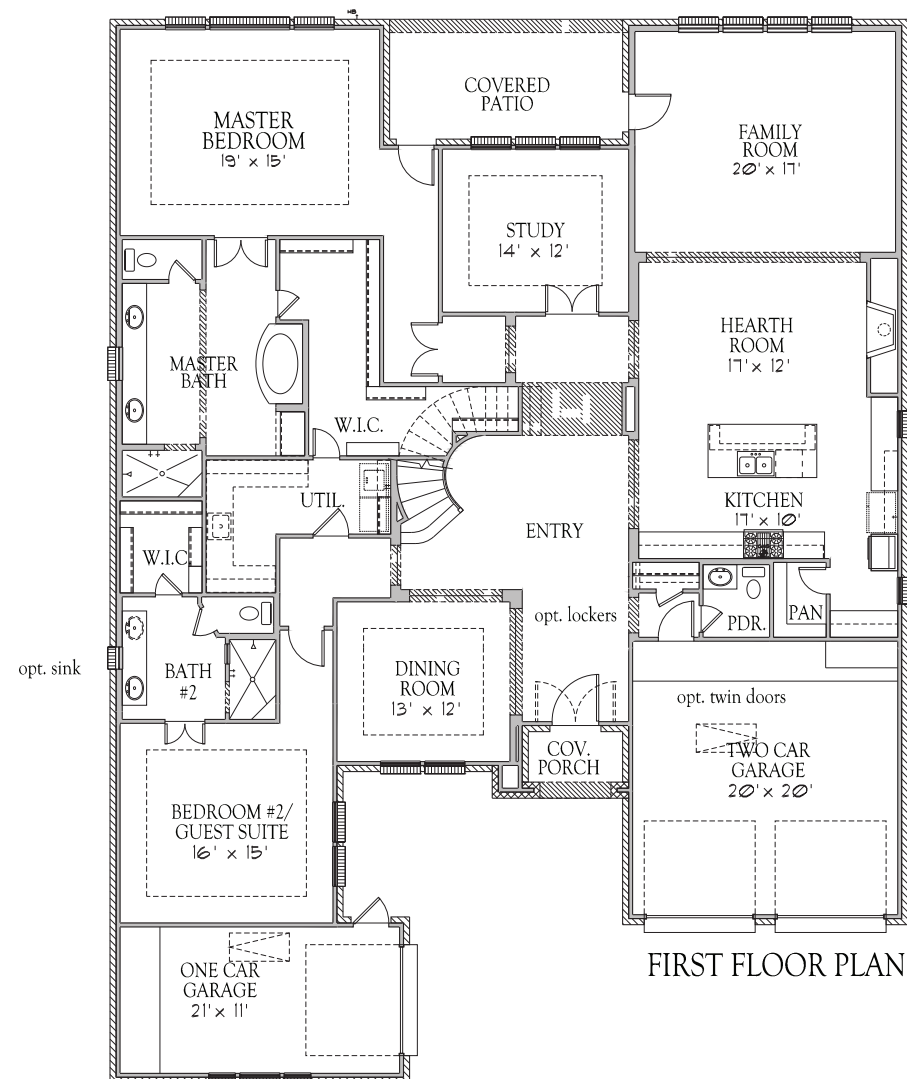 HB
COVERED
PATIO
MASTER
BEDROOM
19' x 15'
FAMILY
ROOM
20' x 17'
STUDY
14' x 12'
HEARTH
ROOM
17' x 12'
MASTER
BATH
W.I.C.
UTIL.
KITCHEN
17' x 10'
ENTRY
W.I.C
opt. lockers
PDR.
PAN
opt. sink
BATH
#2
DINING
ROOM
13' x 12'
opt. twin doors
COV.
PORCH
TWO CAR
GARAGE
20' x 20'
BEDROOM #2/
GUEST SUITE
16' x 15'
FIRST FLOOR PLAN
ONE CAR
GARAGE
21' x 11'